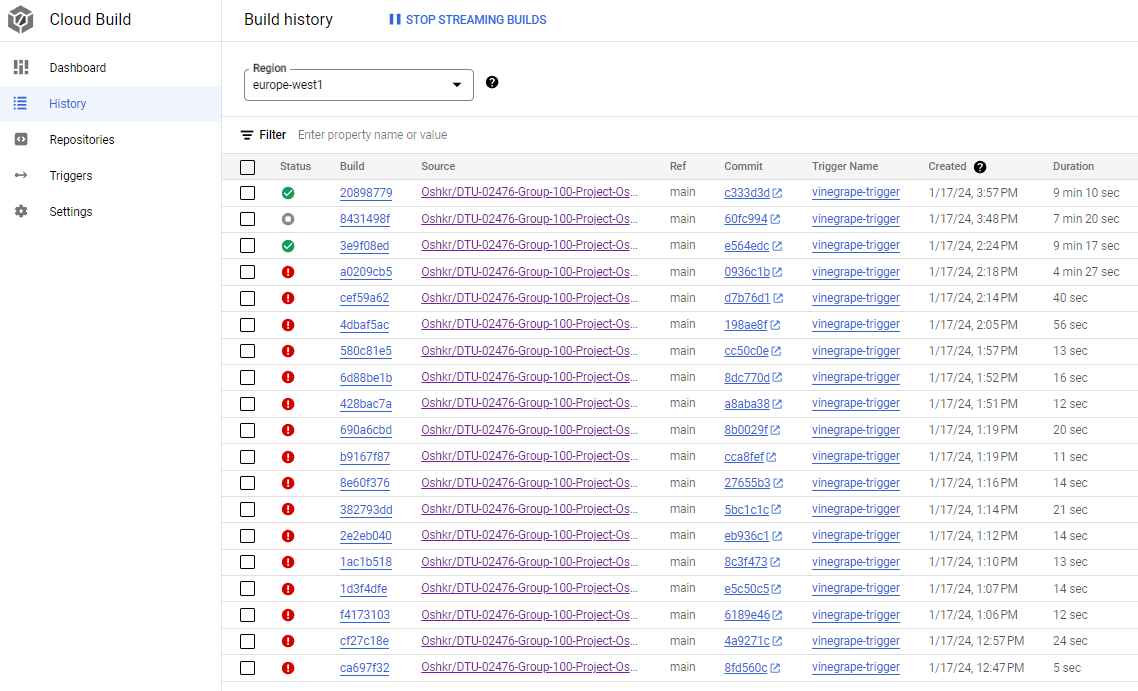 Cloud Build
Build history
STOP STREAMING BUILDS
Dashboard
History
Repositories
Triggers
Settings
Region
europe-west1
Filter Enter property name or value
Status Build Source Ref Commit Trigger Name Created Duration
20898779 Oshkr/DTU-02476-Group-100-Project-Os... main c333d3d vinegrape-trigger 1/17/24, 3:57 PM 9 min 10 sec
8431498f Oshkr/DTU-02476-Group-100-Project-Os... main 60fc994 vinegrape-trigger 1/17/24, 3:48 PM 7 min 20 sec
3e9f08ed Oshkr/DTU-02476-Group-100-Project-Os... main e564edc vinegrape-trigger 1/17/24, 2:24 PM 9 min 17 sec
a0209cb5 Oshkr/DTU-02476-Group-100-Project-Os... main 0936c1b vinegrape-trigger 1/17/24, 2:18 PM 4 min 27 sec
cef59a62 Oshkr/DTU-02476-Group-100-Project-Os... main d7b76d1 vinegrape-trigger 1/17/24, 2:14 PM 40 sec
4dbaf5ac Oshkr/DTU-02476-Group-100-Project-Os... main 198ae8f vinegrape-trigger 1/17/24, 2:05 PM 56 sec
580c81e5 Oshkr/DTU-02476-Group-100-Project-Os... main cc50c0e vinegrape-trigger 1/17/24, 1:57 PM 13 sec
6d88be1b Oshkr/DTU-02476-Group-100-Project-Os... main 8dc770d vinegrape-trigger 1/17/24, 1:52 PM 16 sec
428bac7a Oshkr/DTU-02476-Group-100-Project-Os... main a8aba38 vinegrape-trigger 1/17/24, 1:51 PM 12 sec
690a6cbd Oshkr/DTU-02476-Group-100-Project-Os... main 8b0029f vinegrape-trigger 1/17/24, 1:19 PM 20 sec
b9167f87 Oshkr/DTU-02476-Group-100-Project-Os... main cca8fef vinegrape-trigger 1/17/24, 1:19 PM 11 sec
8e60f376 Oshkr/DTU-02476-Group-100-Project-Os... main 27655b3 vinegrape-trigger 1/17/24, 1:16 PM 14 sec
382793dd Oshkr/DTU-02476-Group-100-Project-Os... main 5bc1c1c vinegrape-trigger 1/17/24, 1:14 PM 21 sec
2e2eb040 Oshkr/DTU-02476-Group-100-Project-Os... main eb936c1 vinegrape-trigger 1/17/24, 1:12 PM 14 sec
1ac1b518 Oshkr/DTU-02476-Group-100-Project-Os... main 8c3f473 vinegrape-trigger 1/17/24, 1:10 PM 13 sec
1d3f4dfe Oshkr/DTU-02476-Group-100-Project-Os... main e5c50c5 vinegrape-trigger 1/17/24, 1:07 PM 14 sec
f4173103 Oshkr/DTU-02476-Group-100-Project-Os... main 6189e46 vinegrape-trigger 1/17/24, 1:06 PM 12 sec
cf27c18e Oshkr/DTU-02476-Group-100-Project-Os... main 4a9271c vinegrape-trigger 1/17/24, 12:57 PM 24 sec
ca697f32 Oshkr/DTU-02476-Group-100-Project-Os... main 8fd560c vinegrape-trigger 1/17/24, 12:47 PM 5 sec